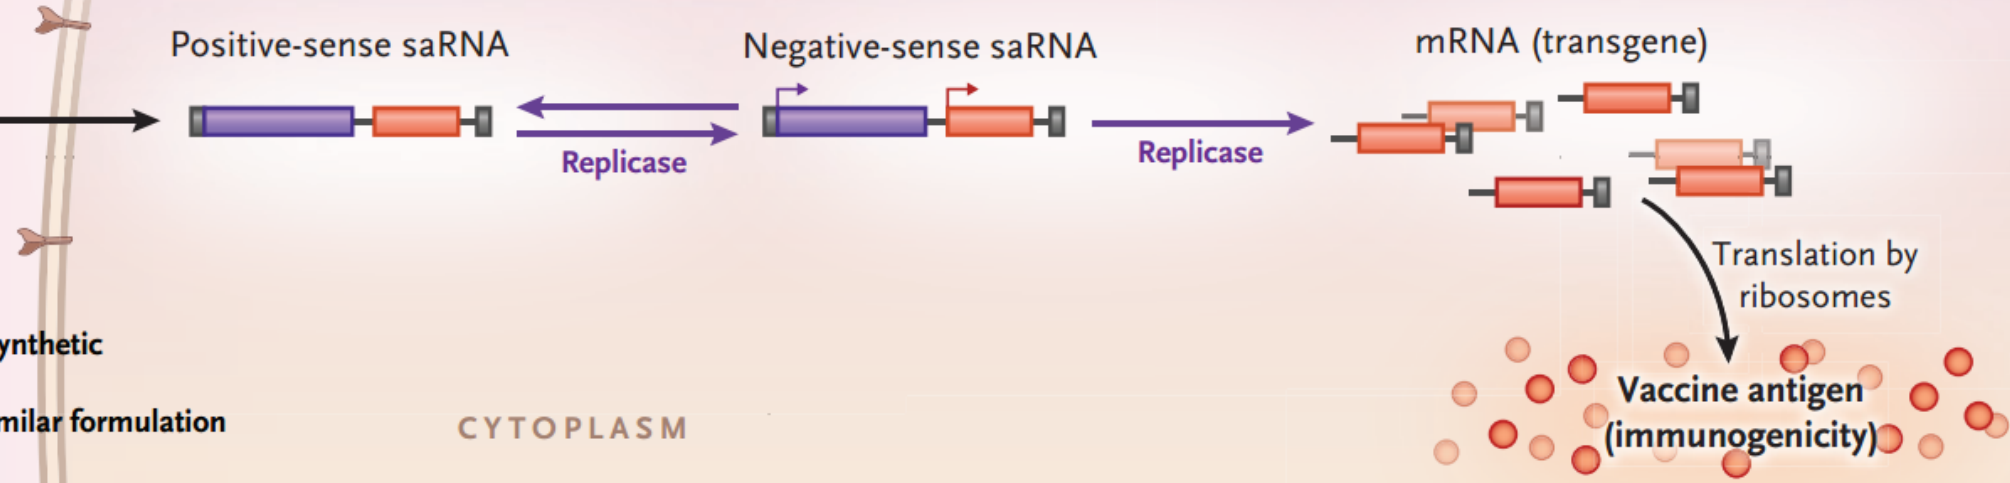 Positive-sense saRNA
Negative-sense saRNA
mRNA (transgene)
Replicase
Replicase
Translation by
ribosomes
ynthetic
milar formulation
CYTOPLASM
Vaccine antigen
(immunogenicity)